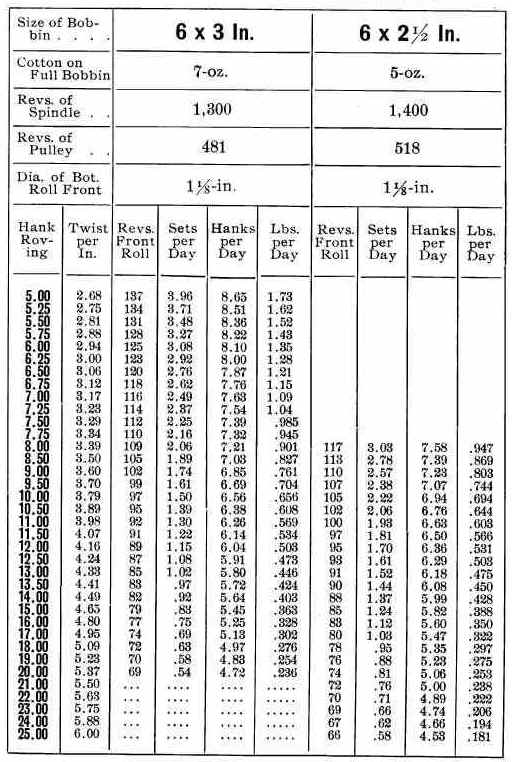 Size of Bob-
bin . . . . 6 x 3 In. 6 x 2½ In.
Cotton on
Full Bobbin 7-oz. 5-oz.
Revs. of
Spindle . . 1,300 1,400
Revs. of
Pulley . . 481 518
Dia. of Bot.
Roll Front 1⅛-in. 1⅛-in.
Hank Twist Revs. Sets Hanks Lbs. Revs. Sets Hanks Lbs.
Rov- per Front per per per Front per per per
ing In. Roll Day Day Day Roll Day Day Day
5.00 2.68 137 3.96 8.65 1.73
5.25 2.75 134 3.71 8.51 1.62
5.50 2.81 131 3.48 8.36 1.52
5.75 2.88 128 3.27 8.22 1.43
6.00 2.94 125 3.08 8.10 1.35
6.25 3.00 123 2.92 8.00 1.28
6.50 3.06 120 2.76 7.87 1.21
6.75 3.12 118 2.62 7.76 1.15
7.00 3.17 116 2.49 7.63 1.09
7.25 3.23 114 2.37 7.54 1.04
7.50 3.29 112 2.25 7.39 .985
7.75 3.34 110 2.16 7.32 .945
8.00 3.39 109 2.06 7.21 .901 117 3.03 7.58 .947
8.50 3.50 105 1.89 7.03 .827 113 2.78 7.39 .869
9.00 3.60 102 1.74 6.85 .761 110 2.57 7.23 .803
9.50 3.70 99 1.61 6.69 .704 107 2.38 7.07 .744
10.00 3.79 97 1.50 6.56 .656 105 2.22 6.94 .694
10.50 3.89 95 1.39 6.38 .608 102 2.06 6.76 .644
11.00 3.98 92 1.30 6.26 .569 100 1.93 6.63 .603
11.50 4.07 91 1.22 6.14 .534 97 1.81 6.50 .566
12.00 4.16 89 1.15 6.04 .503 95 1.70 6.36 .531
12.50 4.24 87 1.08 5.91 .473 93 1.61 6.29 .503
13.00 4.33 85 1.02 5.80 .446 91 1.52 6.18 .475
13.50 4.41 83 .97 5.72 .424 90 1.44 6.08 .450
14.00 4.49 82 .92 5.64 .403 88 1.37 5.99 .428
15.00 4.65 79 .83 5.45 .363 85 1.24 5.82 .388
16.00 4.80 77 .75 5.25 .328 83 1.12 5.60 .350
17.00 4.95 74 .69 5.13 .302 80 1.03 5.47 .322
18.00 5.09 72 .63 4.97 .276 78 .95 5.35 .297
19.00 5.23 70 .58 4.83 .254 76 .88 5.23 .275
20.00 5.37 69 .54 4.72 .236 74 .81 5.06 .253
21.00 5.50 ... .... .... ..... 72 .76 5.00 .238
22.00 5.63 ... .... .... ..... 70 .71 4.89 .222
23.00 5.75 ... .... .... ..... 69 .66 4.74 .206
24.00 5.88 ... .... .... ..... 67 .62 4.66 .194
25.00 6.00 ... .... .... ..... 66 .58 4.53 .181